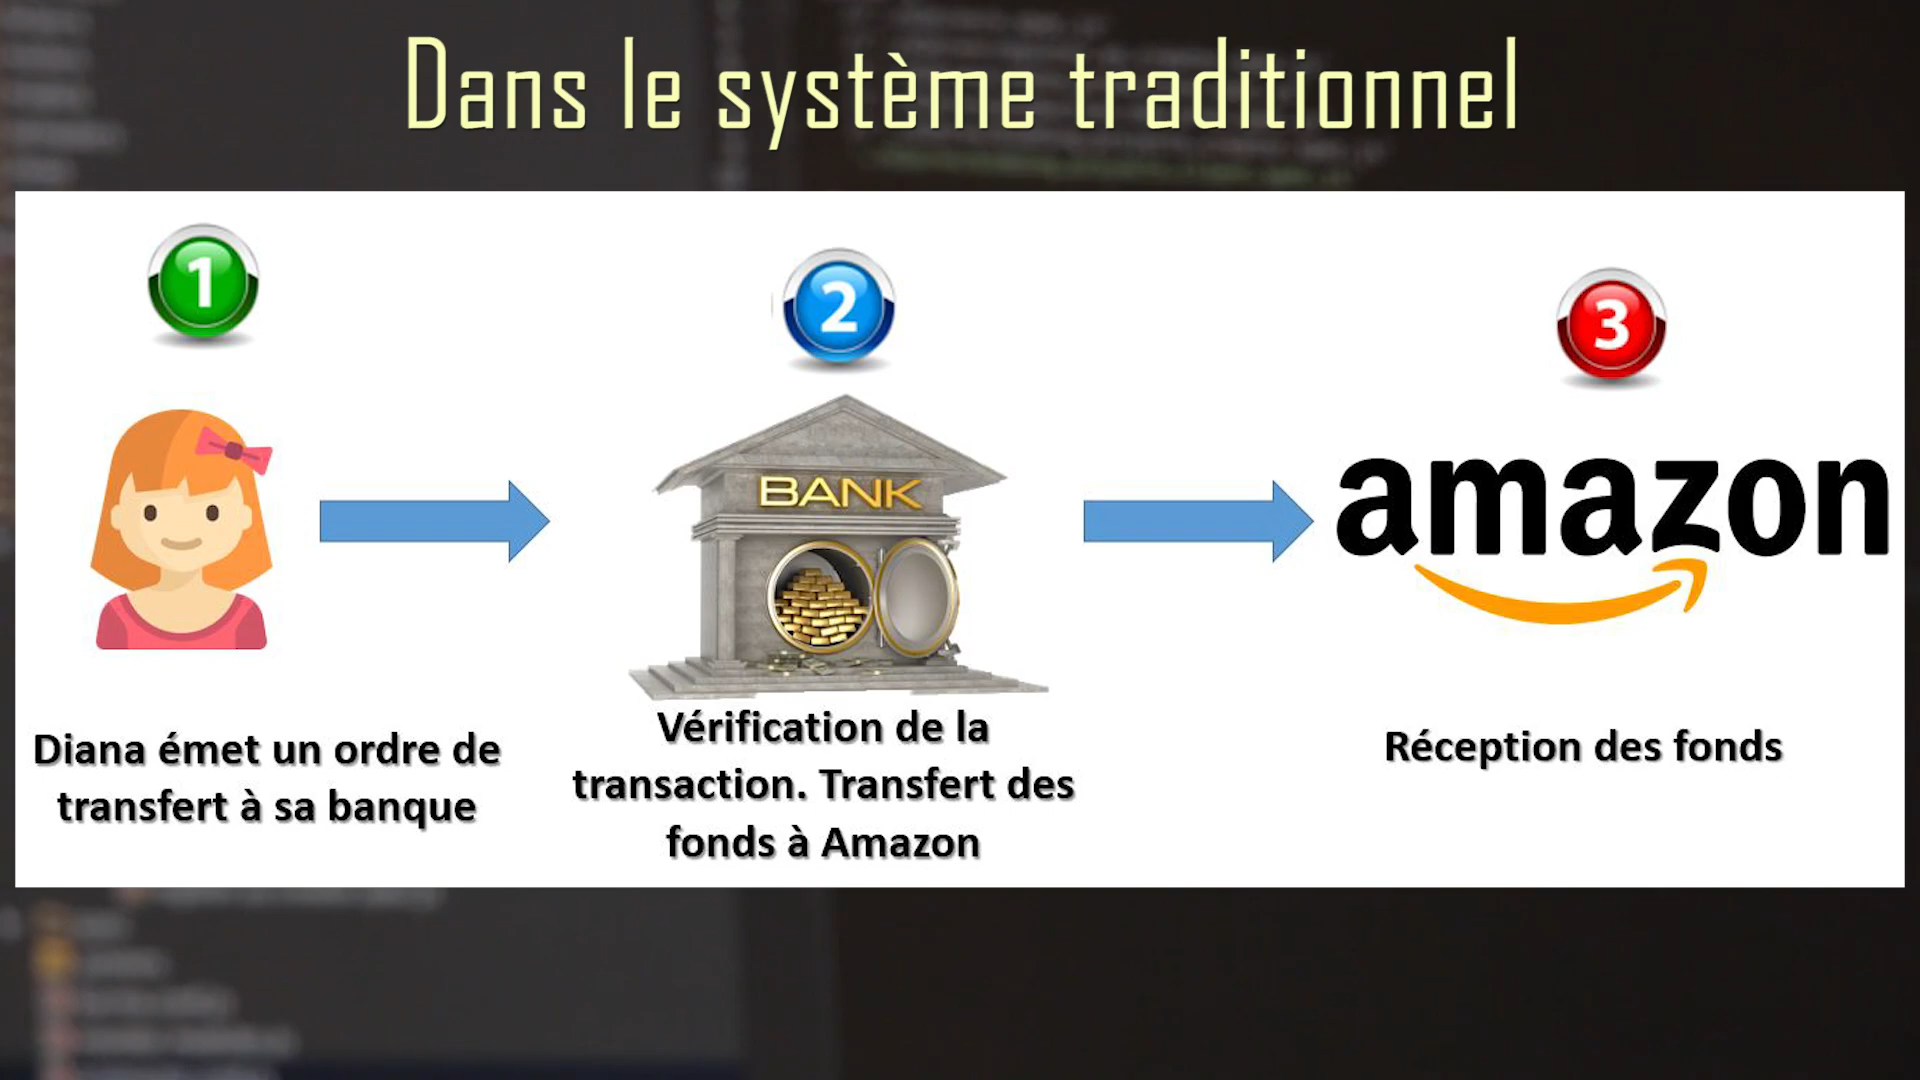 Dans le système traditionnel
1
2
3
BANK
amazon
Diana émet un ordre de
transfert à sa banque
Vérification de la
transaction. Transfert des
fonds à Amazon
Réception des fonds